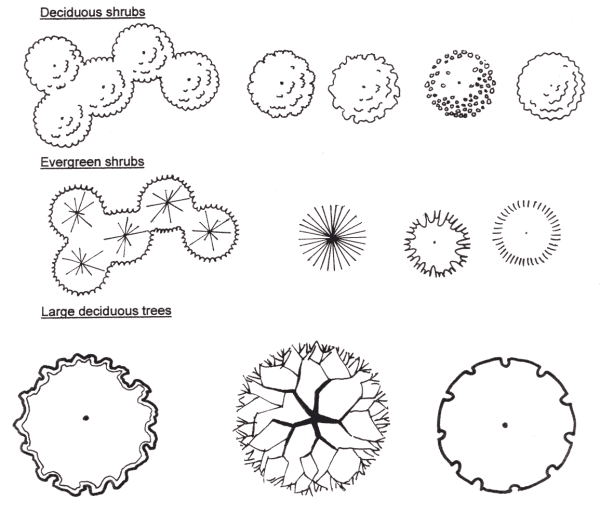 Deciduous shrubs
Evergreen shrubs
Large deciduous trees